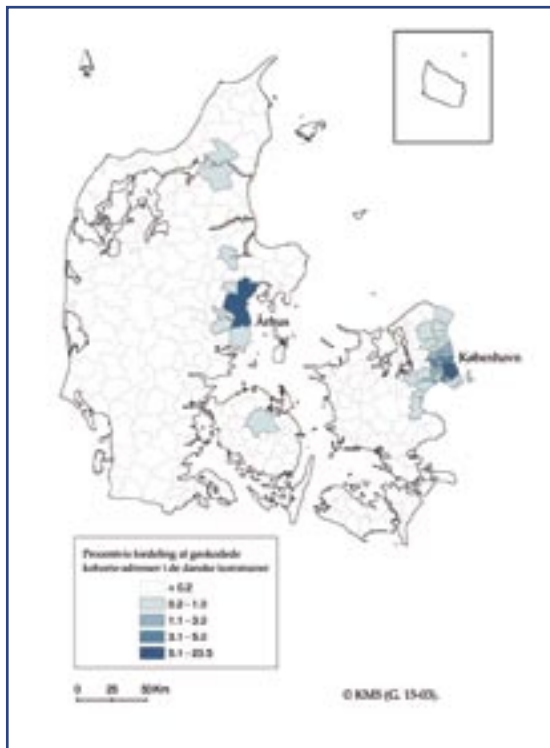 Århus
København
Procentvis fordeling af geokodede
kohorte-adresser i de danske kommuner
< 0.2
0.2 - 1.0
1.1 - 3.0
3.1 - 5.0
5.1 - 23.5
0 25 50 Km
© KMS (G. 15-03).